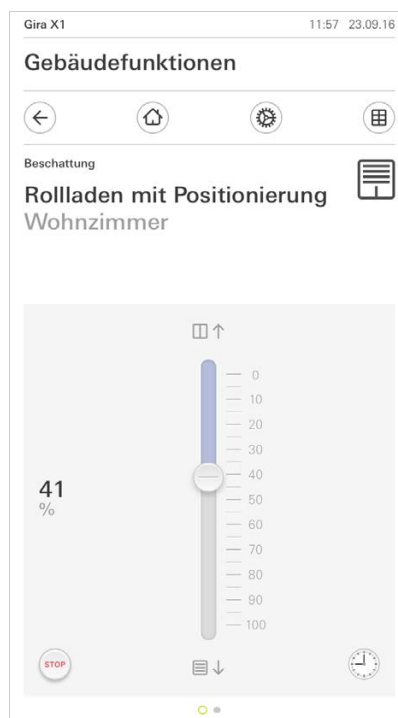 Gira X1 11:57 23.09.16
Gebäudefunktionen
Beschattung
Rollladen mit Positionierung
Wohnzimmer
0
10
20
30
40
41
50
%
60
70
80
90
100
STOP